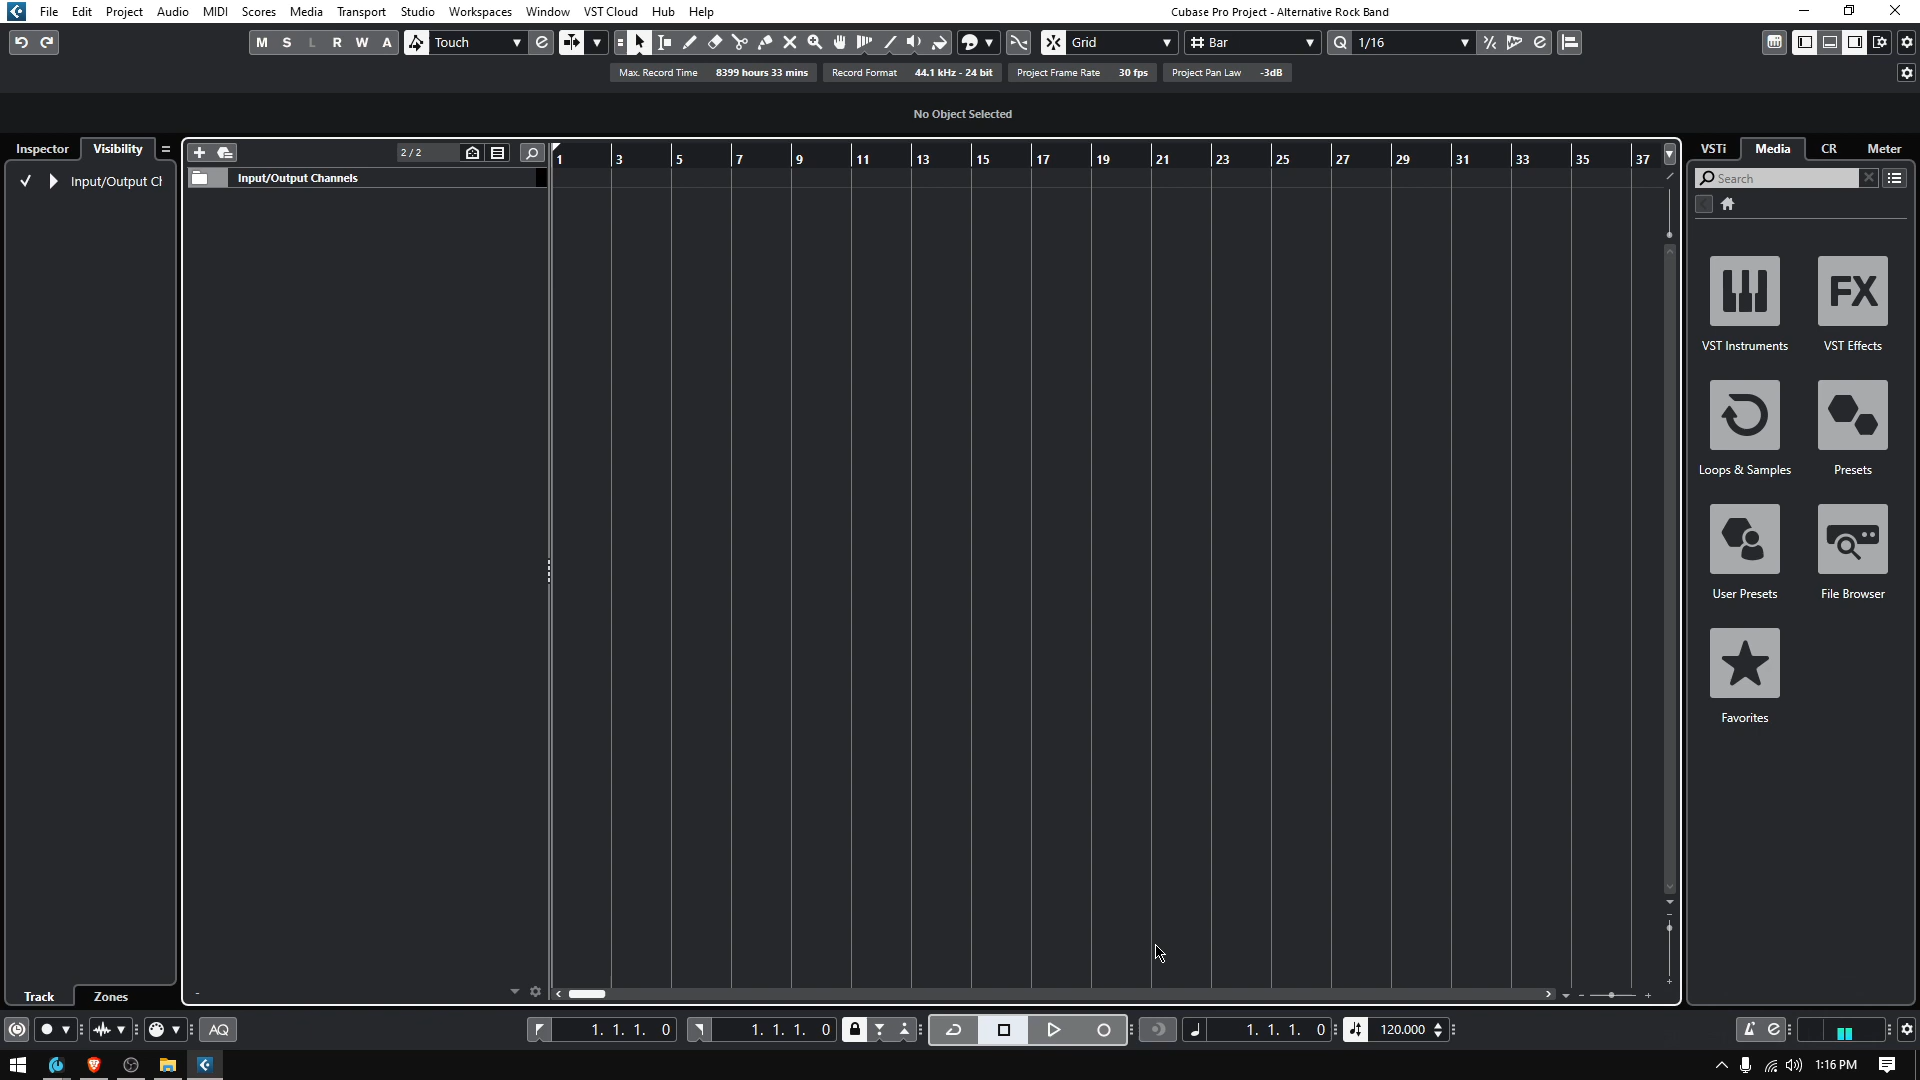 File Edit Project Audio MIDI Scores Media Transport Studio Workspaces Window VST Cloud Hub Help Cubase Pro Project - Alternative Rock Band
M S L R W A Touch Grid Bar Q 1/16
Max. Record Time 8399 hours 33 mins Record Format 44.1 kHz - 24 bit Project Frame Rate 30 fps Project Pan Law -3dB
No Object Selected
Inspector Visibility 2 / 2 1 3 5 7 9 11 13 15 17 19 21 23 25 27 29 31 33 35 37 VSTi Media CR Meter
Input/Output Ch Input/Output Channels Search
FX
VST Instruments VST Effects
Loops & Samples Presets
User Presets File Browser
Favorites
Track Zones
AQ 1. 1. 1. 0 1. 1. 1. 0 1. 1. 1. 0 120.000
1:16 PM